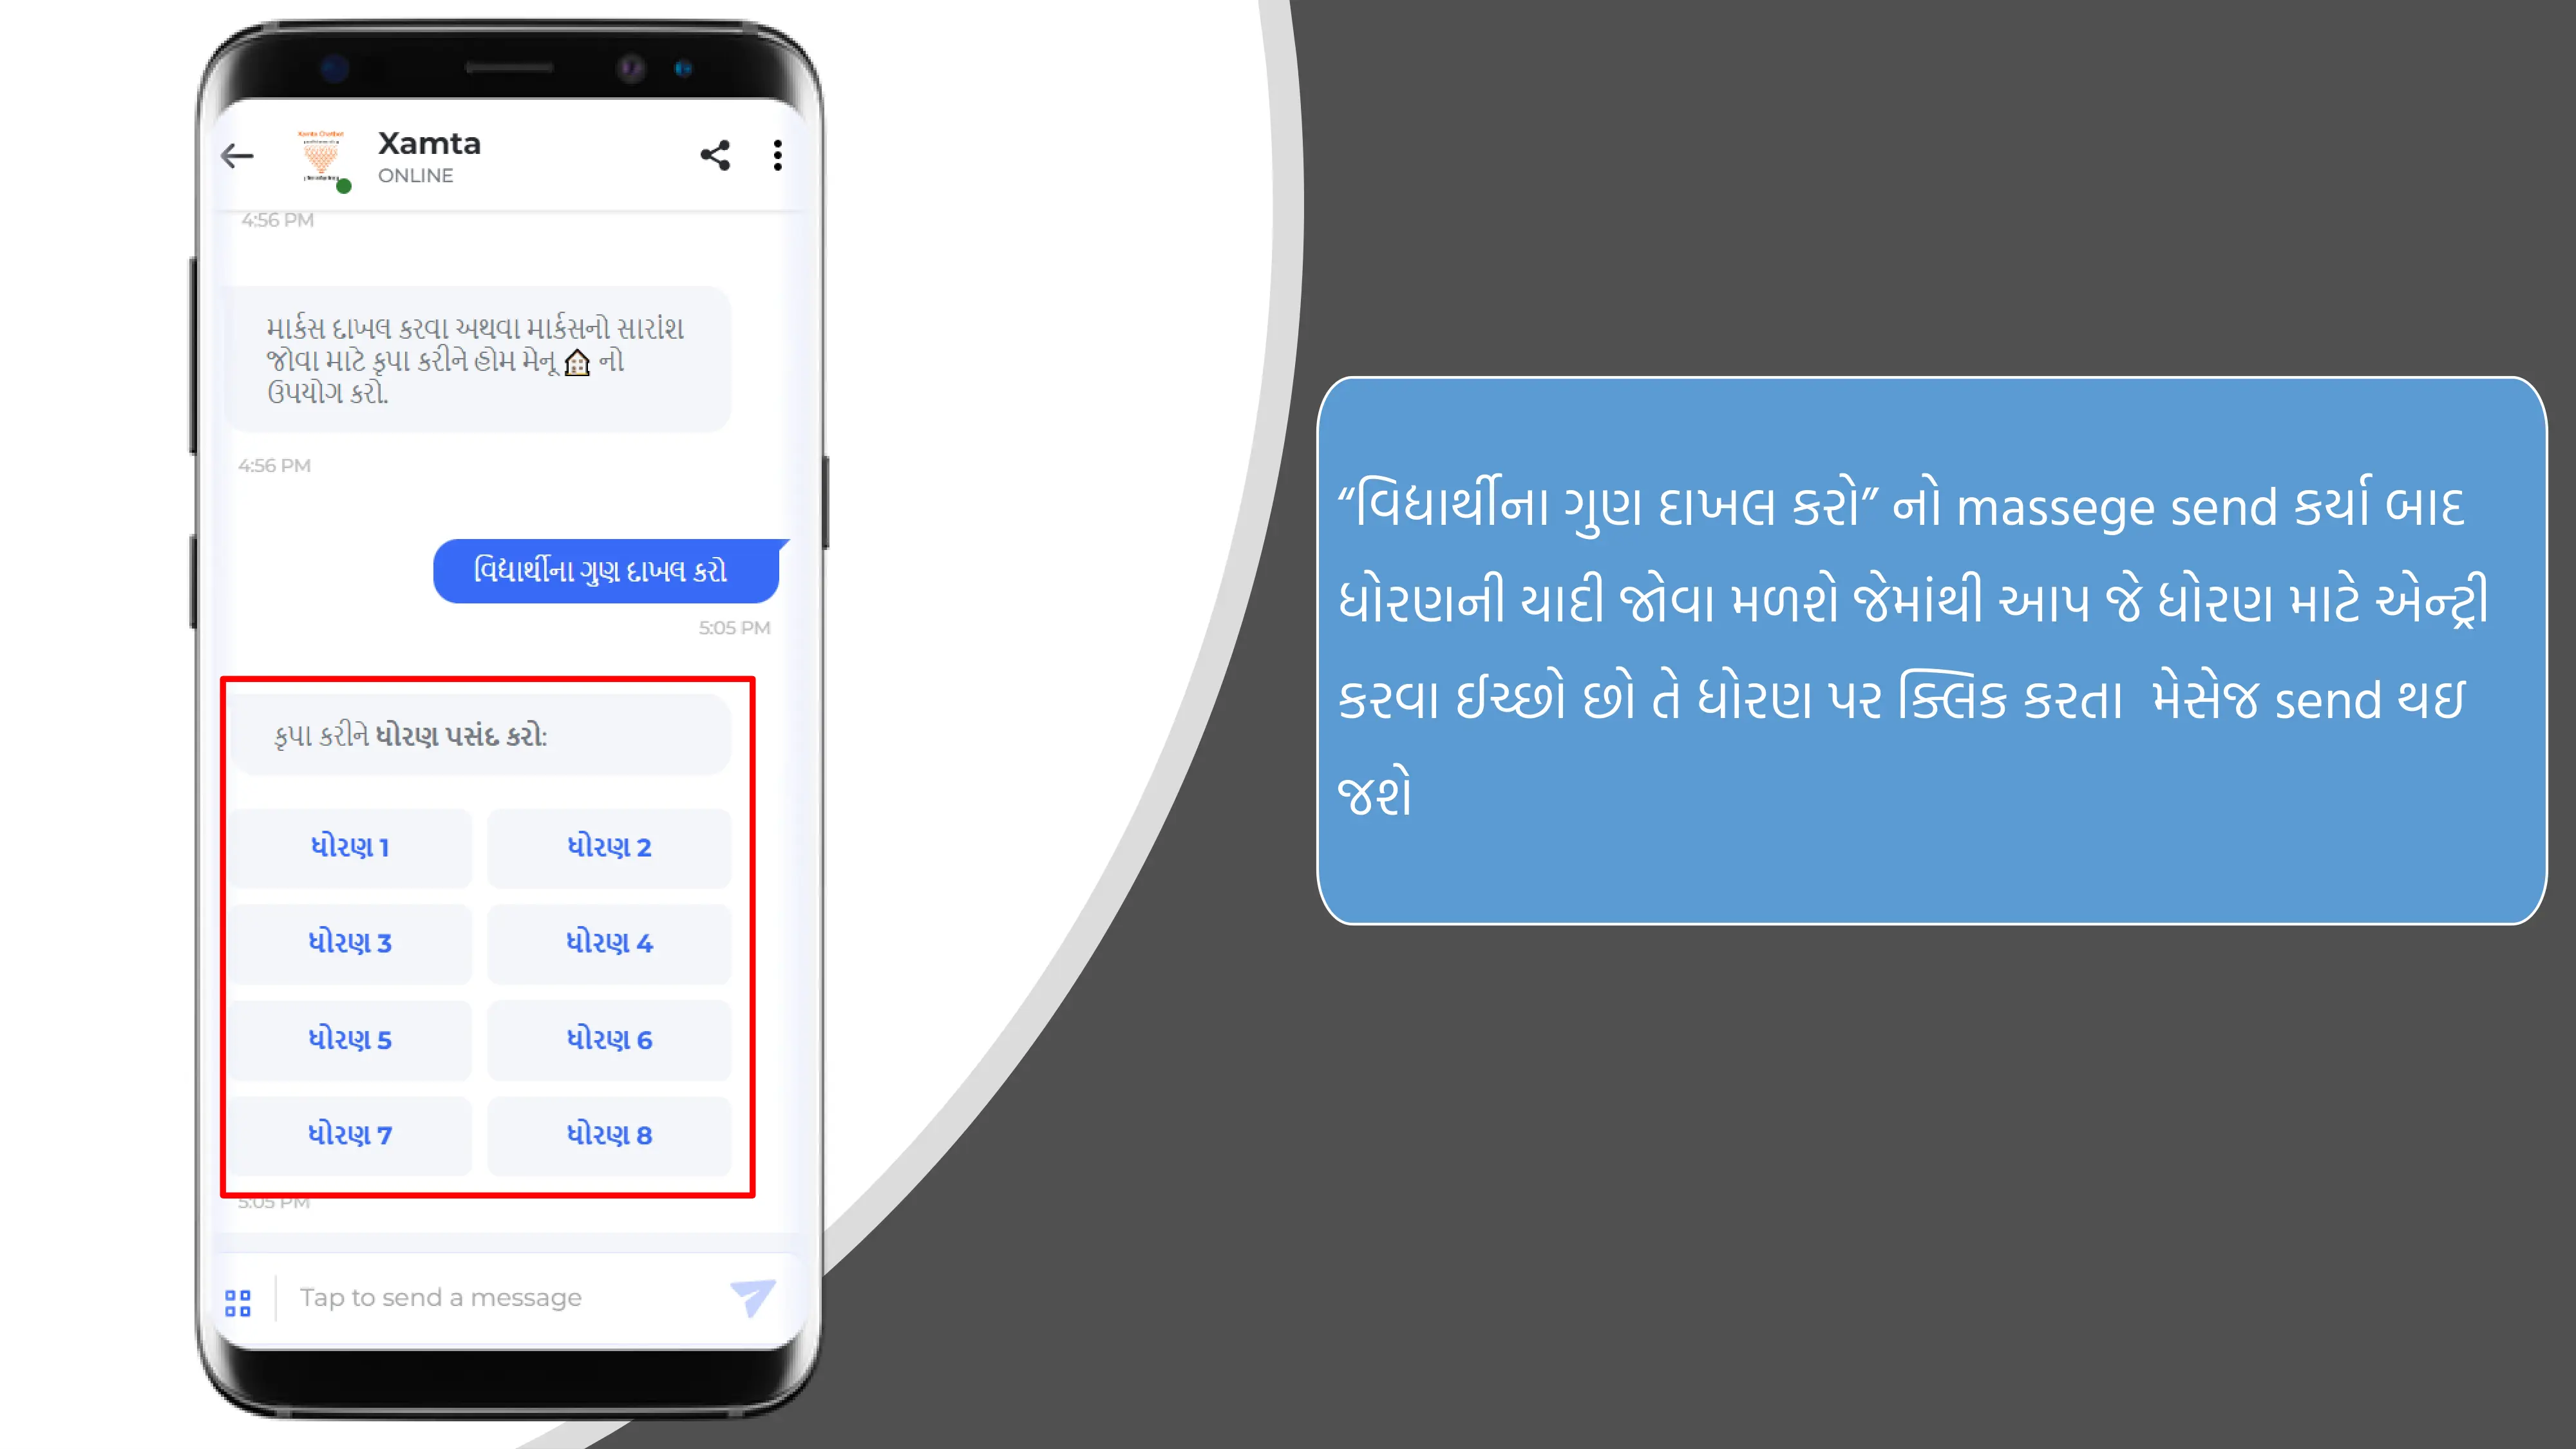 Xamta
ONLINE
4:56 PM
માર્કસ દાખલ કરવા અથવા માર્કસનો સારાંશ
જોવા માટે કૃપા કરીને હોમ મેનૂ 🏠 નો
ઉપયોગ કરો.
4:56 PM
વિદ્યાર્થીના ગુણ દાખલ કરો
5:05 PM
કૃપા કરીને ધોરણ પસંદ કરો:
ધોરણ 1
ધોરણ 2
ધોરણ 3
ધોરણ 4
ધોરણ 5
ધોરણ 6
ધોરણ 7
ધોરણ 8
5:05 PM
Tap to send a message
“વિદ્યાર્થીના ગુણ દાખલ કરો” નો massege send કર્યા બાદ
ધોરણની યાદી જોવા મળશે જેમાંથી આપ જે ધોરણ માટે એન્ટ્રી
કરવા ઈચ્છો છો તે ધોરણ પર ક્લિક કરતા  મેસેજ send થઇ
જશે